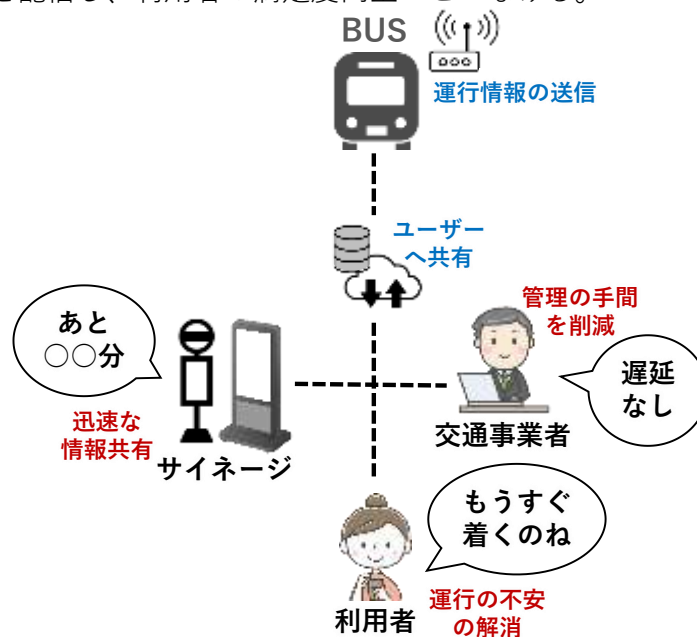 BUS
運行情報の送信
ユーザー
へ共有
管理の手間
を削減
あと
○○分
遅延
なし
迅速な
情報共有
サイネージ
交通事業者
もうすぐ
着くのね
利用者
運行の不安
の解消